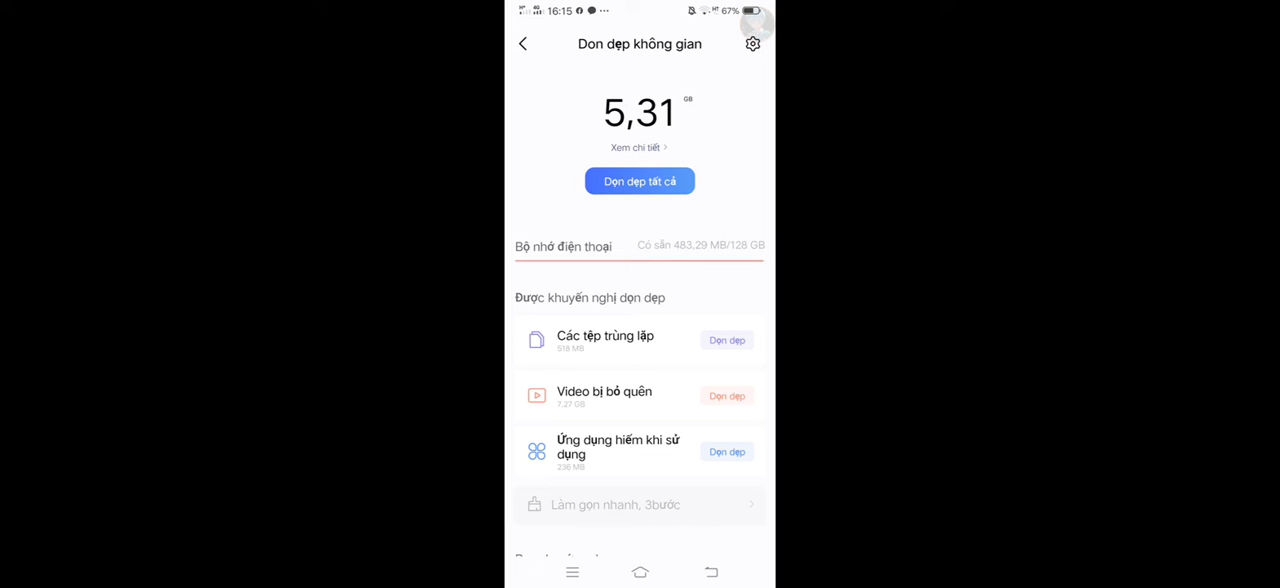 16:15
67%
Dọn dẹp không gian
5,31 GB
Xem chi tiết >
Dọn dẹp tất cả
Bộ nhớ điện thoại Có sẵn 483,29 MB/128 GB
Được khuyến nghị dọn dẹp
Các tệp trùng lặp
518 MB
Dọn dẹp
Video bị bỏ quên
7.27 GB
Dọn dẹp
Ứng dụng hiếm khi sử
dụng
236 MB
Dọn dẹp
Làm gọn nhanh, 3bước